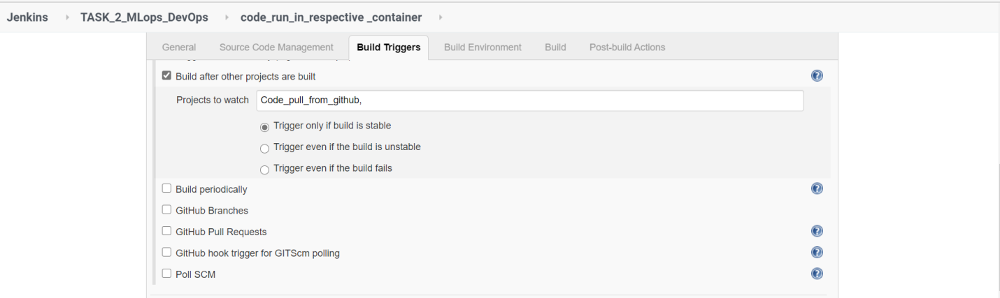 Jenkins TASK_2_MLops_DevOps code_run_in_respective _container
General Source Code Management Build Triggers Build Environment Build Post-build Actions
Build after other projects are built
Projects to watch Code_pull_from_github,
Trigger only if build is stable
Trigger even if the build is unstable
Trigger even if the build fails
Build periodically
GitHub Branches
GitHub Pull Requests
GitHub hook trigger for GITScm polling
Poll SCM